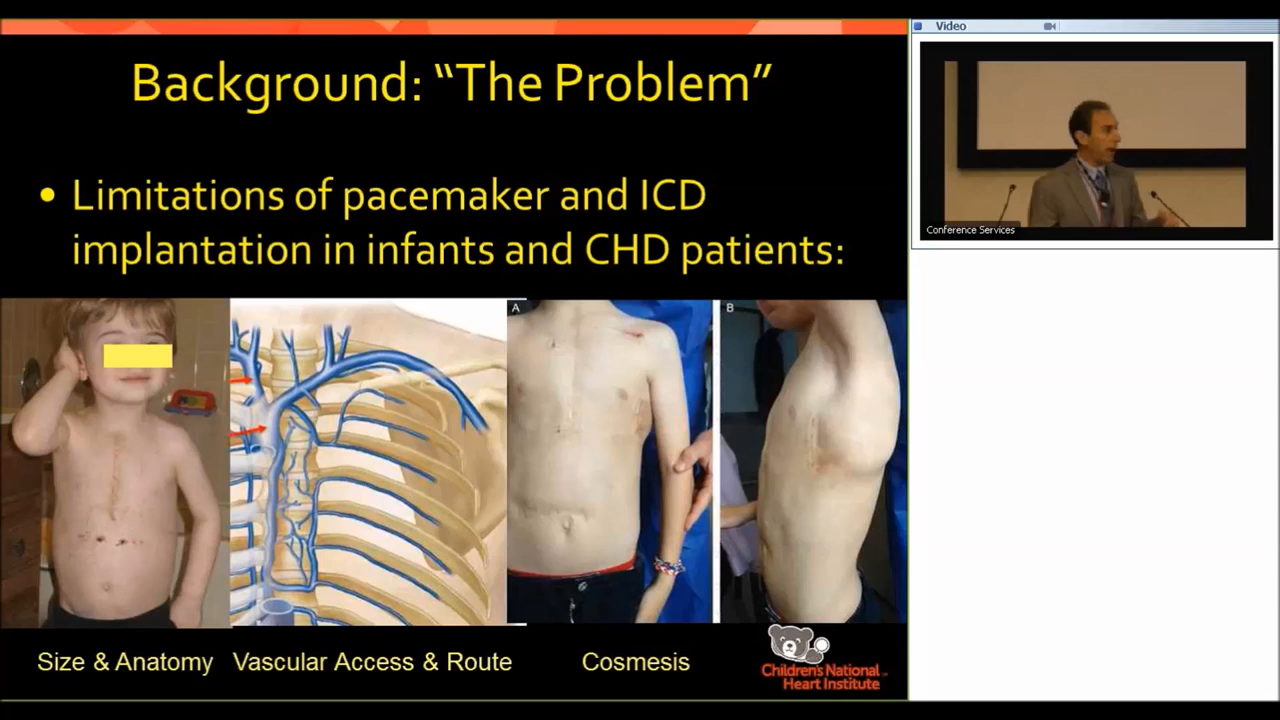 Background: “The Problem”
• Limitations of pacemaker and ICD
implantation in infants and CHD patients:
A
B
Size & Anatomy
Vascular Access & Route
Cosmesis
Children's National
Heart Institute
Video
Conference Services